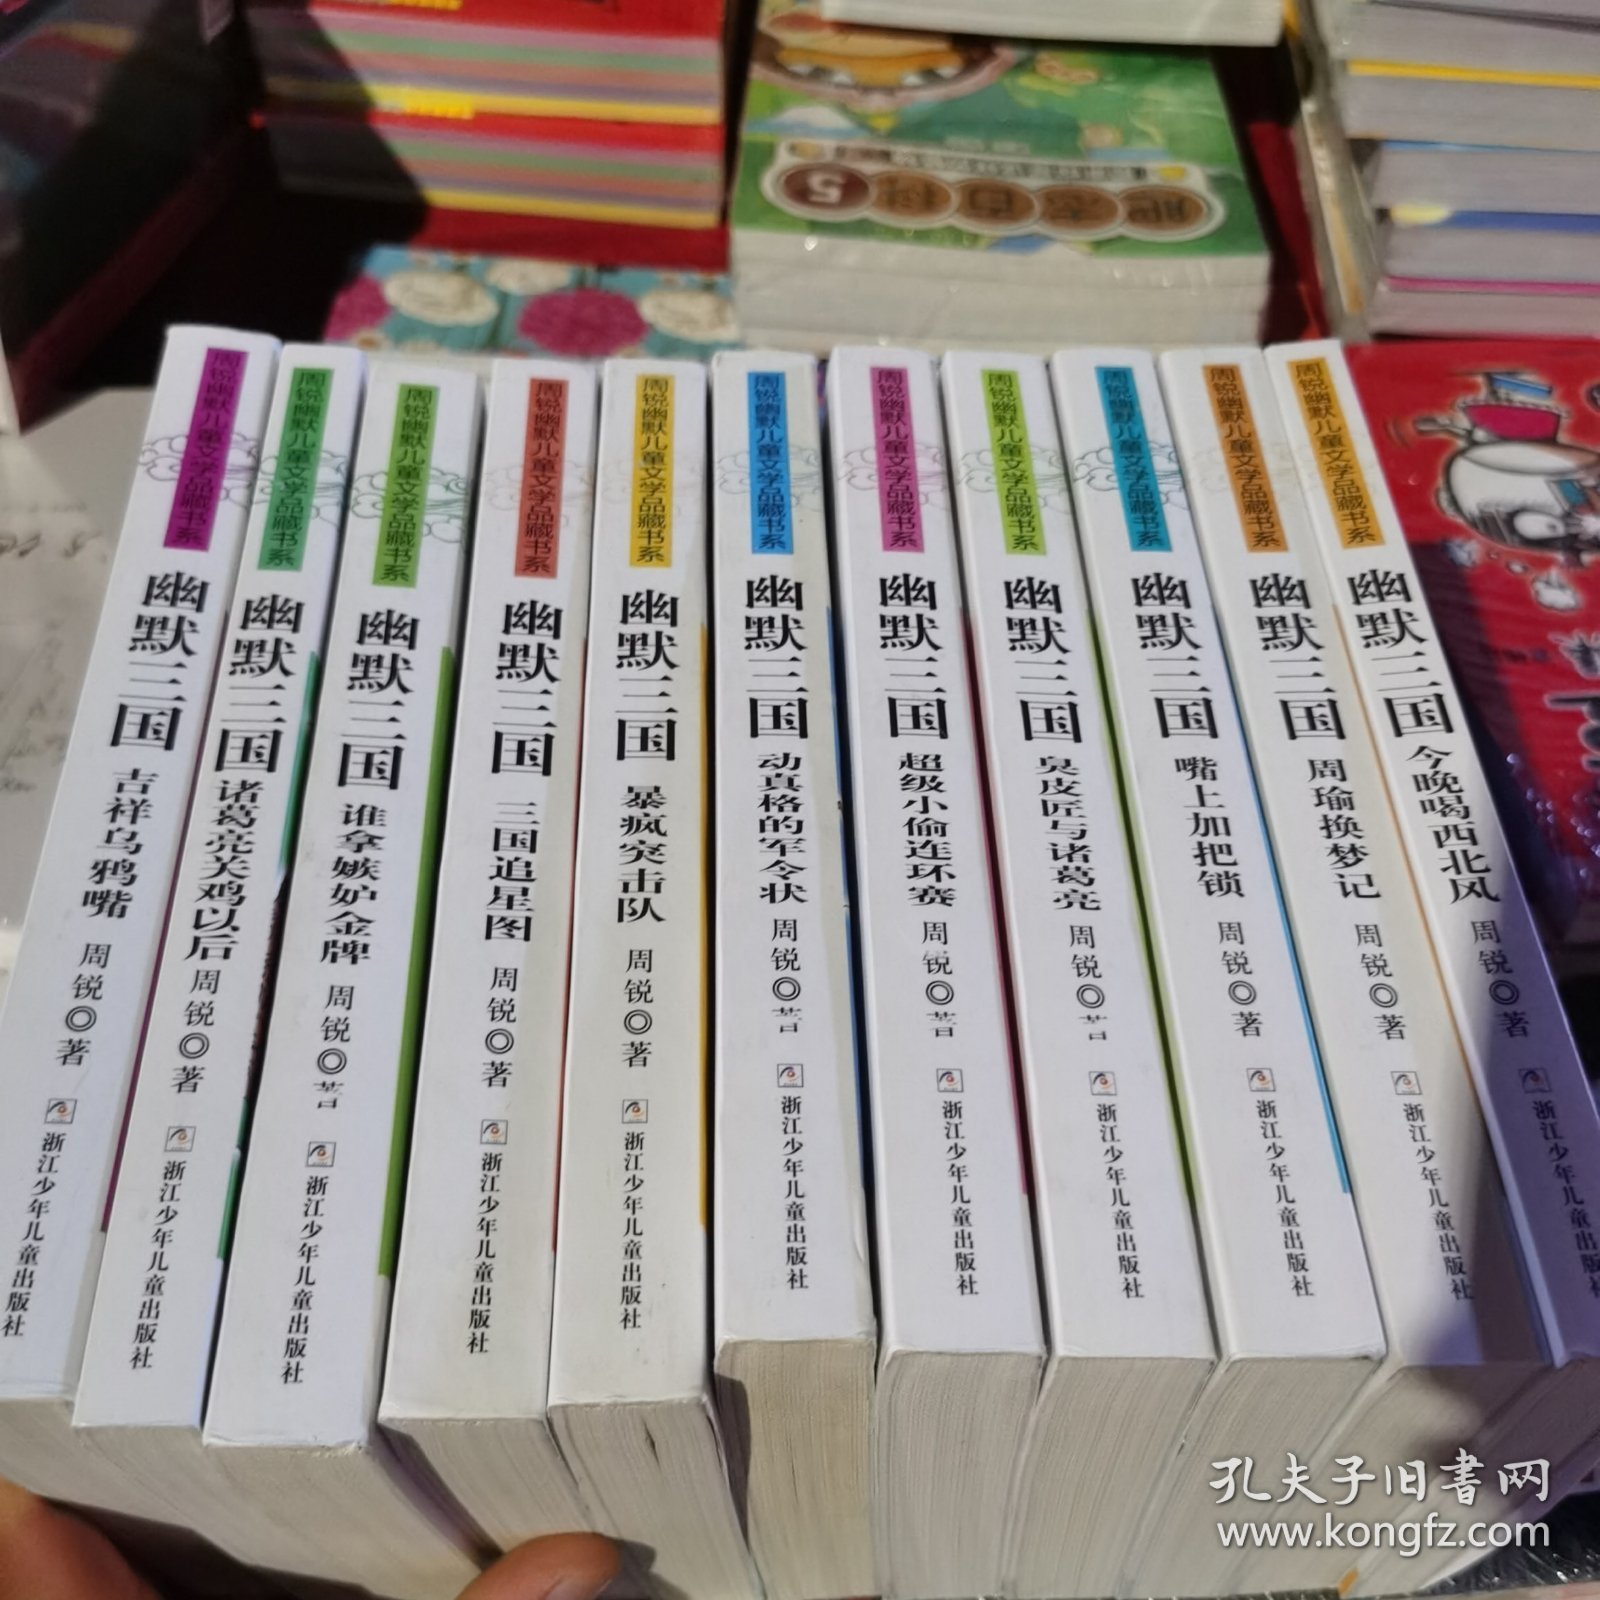 肥志百科5
周锐幽默儿童文学品藏书系
幽默三国 吉祥乌鸦嘴 周锐◎著 浙江少年儿童出版社
周锐幽默儿童文学品藏书系
幽默三国 诸葛亮关鸡以后 周锐◎著 浙江少年儿童出版社
周锐幽默儿童文学品藏书系
幽默三国 谁拿嫉妒金牌 周锐◎著 浙江少年儿童出版社
周锐幽默儿童文学品藏书系
幽默三国 三国追星图 周锐◎著 浙江少年儿童出版社
周锐幽默儿童文学品藏书系
幽默三国 暴疯突击队 周锐◎著 浙江少年儿童出版社
周锐幽默儿童文学品藏书系
幽默三国 动真格的军令状 周锐◎著 浙江少年儿童出版社
周锐幽默儿童文学品藏书系
幽默三国 超级小偷连环赛 周锐◎著 浙江少年儿童出版社
周锐幽默儿童文学品藏书系
幽默三国 臭皮匠与诸葛亮 周锐◎著 浙江少年儿童出版社
周锐幽默儿童文学品藏书系
幽默三国 嘴上加把锁 周锐◎著 浙江少年儿童出版社
周锐幽默儿童文学品藏书系
幽默三国 周瑜换梦记 周锐◎著 浙江少年儿童出版社
周锐幽默儿童文学品藏书系
幽默三国 今晚喝西北风 周锐◎著 浙江少年儿童出版社
孔夫子旧书网
www.kongfz.com